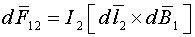 dF̅₁₂ = I₂[dl̅₂ × dB̅₁]